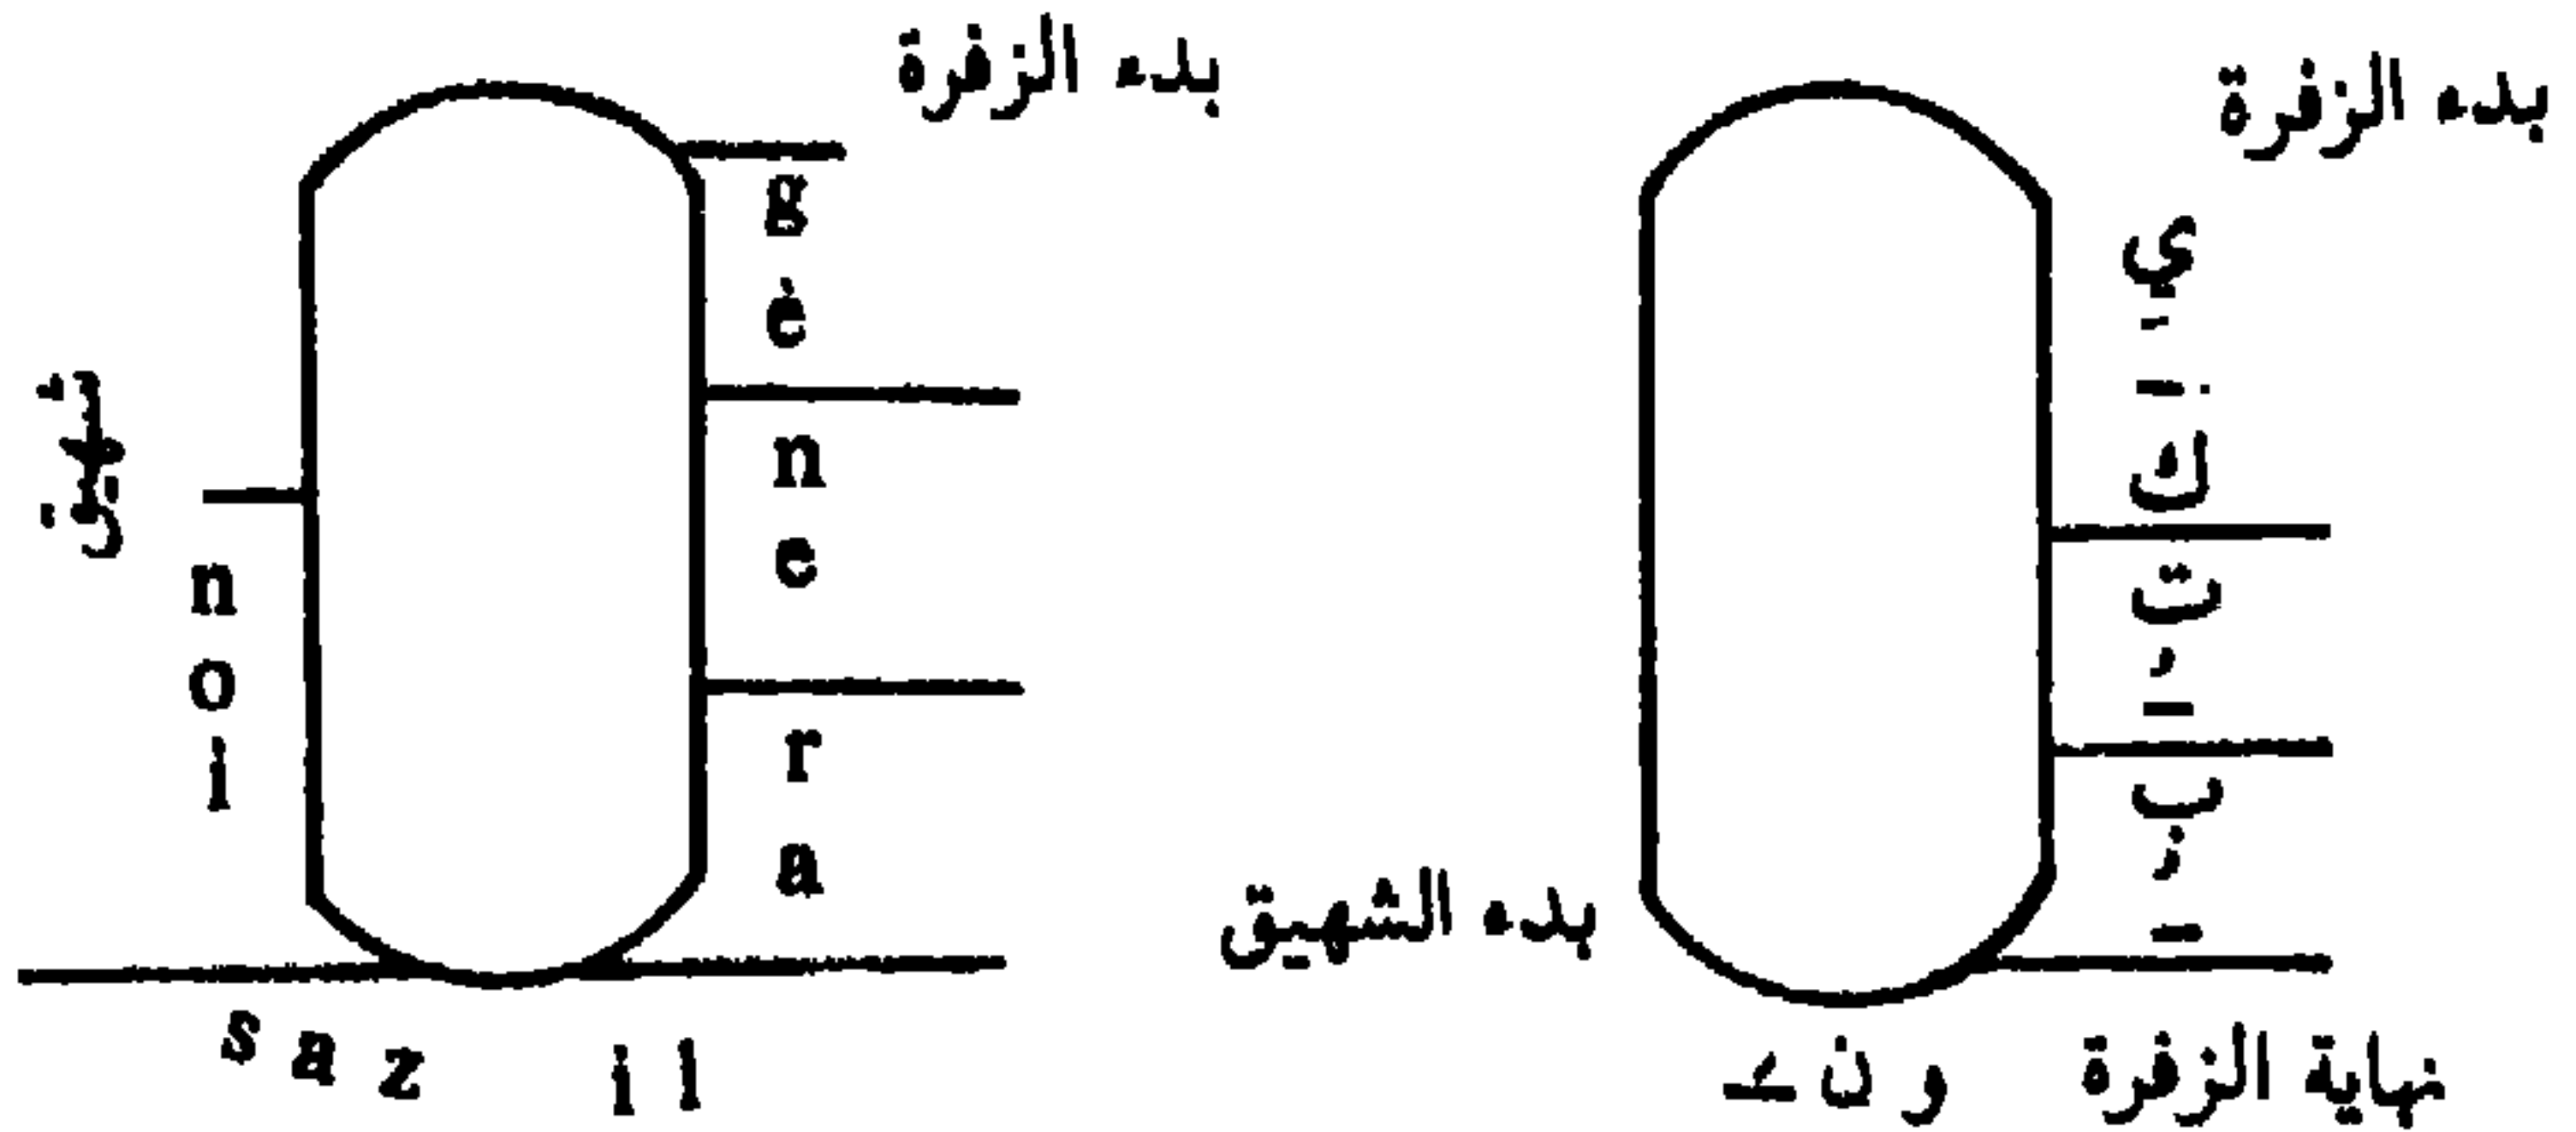 بدء الزفرة
g
è
n
e
r
a
l i
z a s
i
o
n
شهيق
بدء الزفرة
ي
ك
ت
ب
و ن
نهاية الزفرة
بدء الشهيق